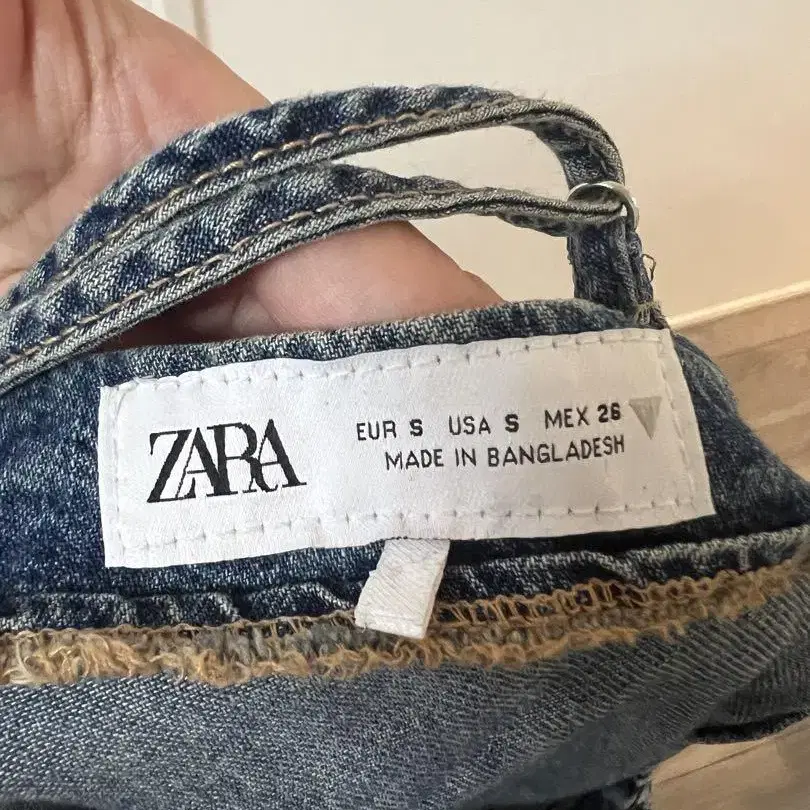 ZARA
EUR S USA S MEX 26
MADE IN BANGLADESH